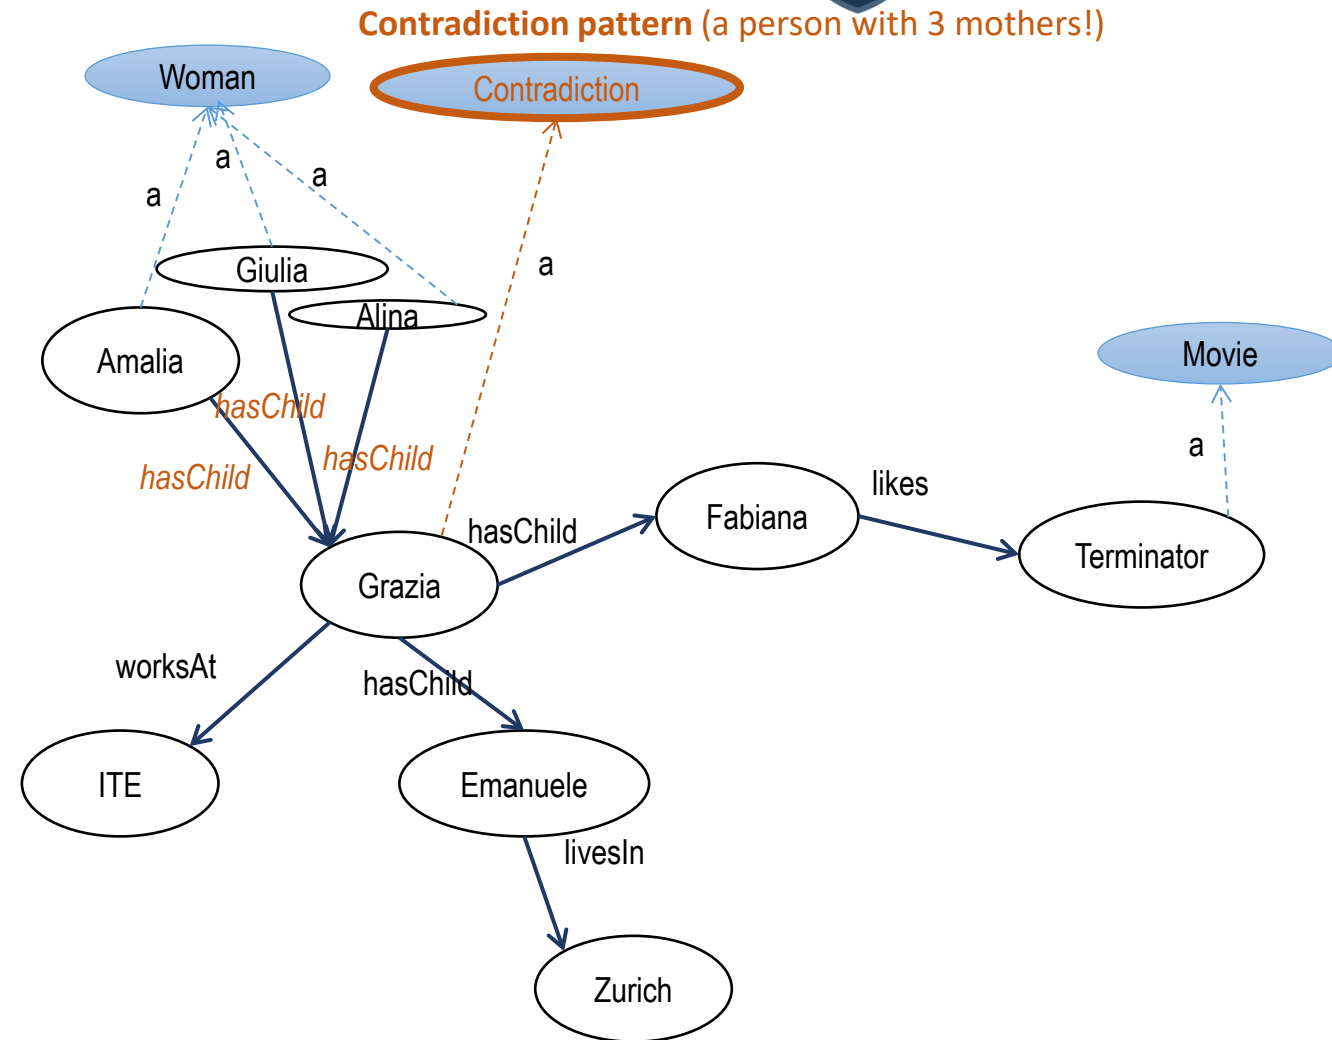 Contradiction pattern (a person with 3 mothers!)
Woman
Contradiction
a
a
a
a
Giulia
Alina
Amalia
Movie
hasChild
hasChild
hasChild
a
likes
Fabiana
hasChild
Terminator
Grazia
worksAt
hasChild
ITE
Emanuele
livesIn
Zurich